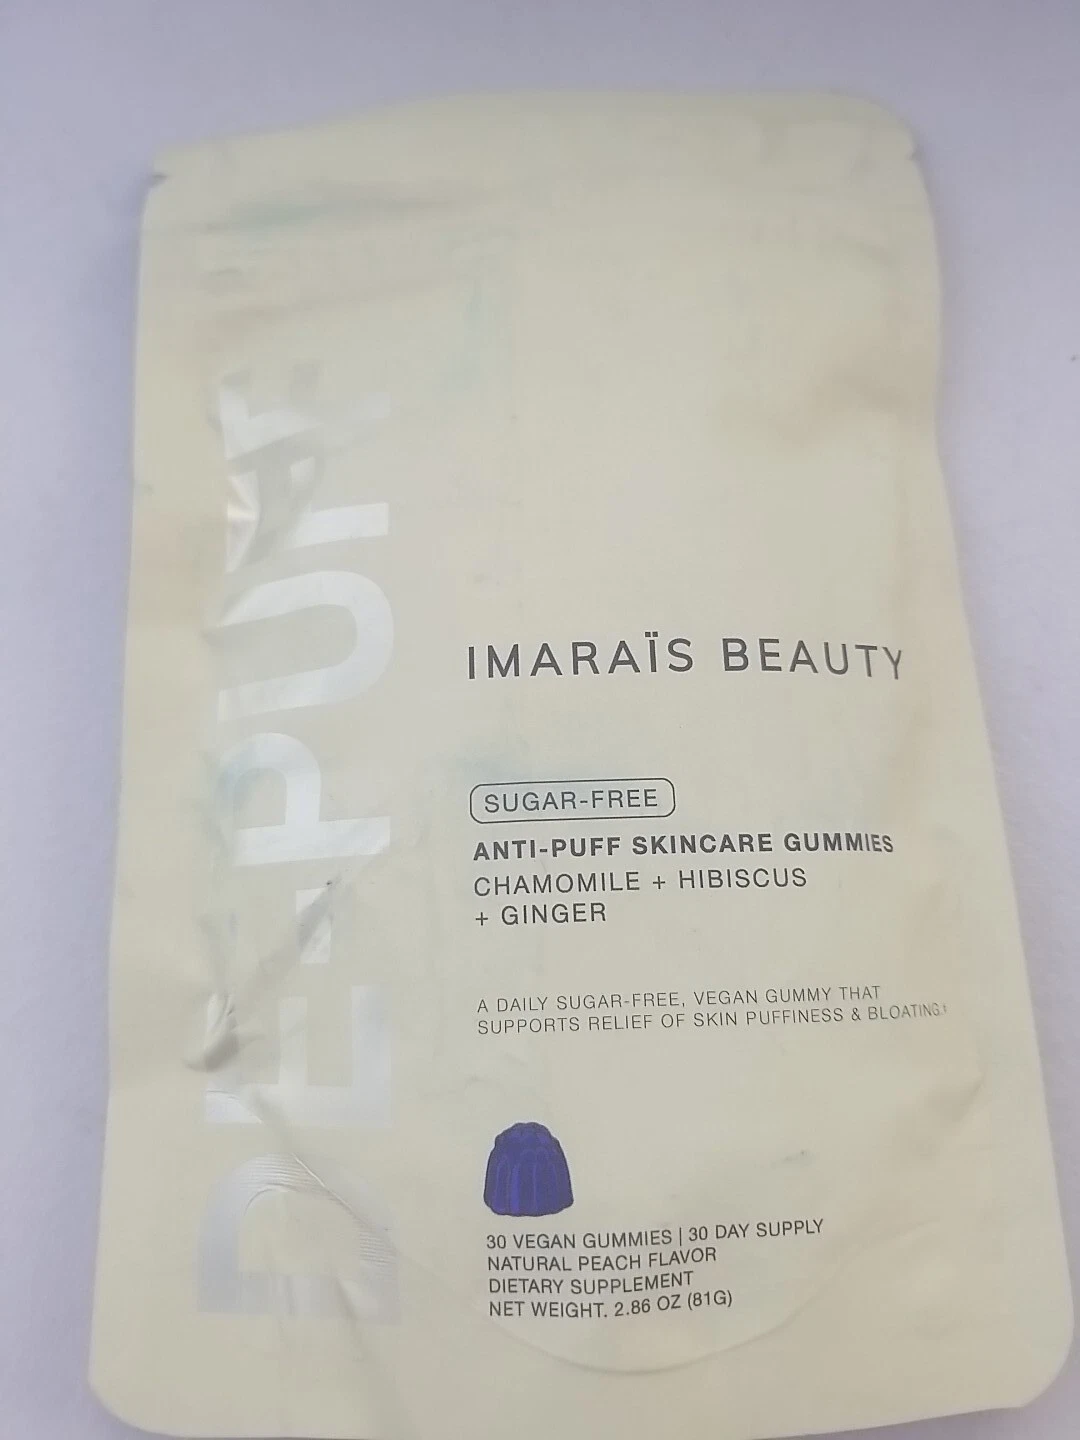 DE-PUFF
IMARAÏS BEAUTY
SUGAR-FREE
ANTI-PUFF SKINCARE GUMMIES
CHAMOMILE + HIBISCUS
+ GINGER
A DAILY SUGAR-FREE, VEGAN GUMMY THAT
SUPPORTS RELIEF OF SKIN PUFFINESS & BLOATING.†
30 VEGAN GUMMIES | 30 DAY SUPPLY
NATURAL PEACH FLAVOR
DIETARY SUPPLEMENT
NET WEIGHT. 2.86 OZ (81G)